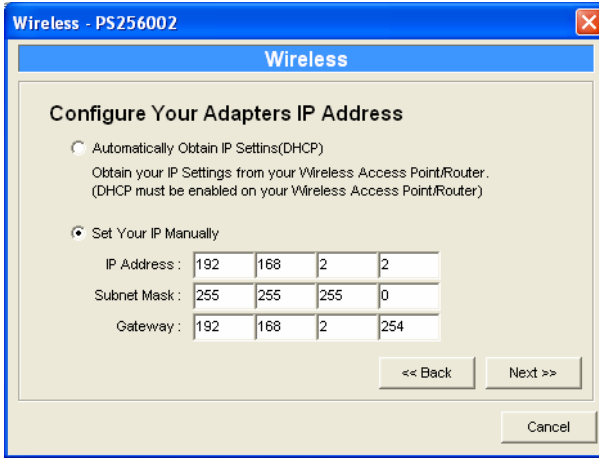 Wireless - PS256002
Wireless
Configure Your Adapters IP Address
Automatically Obtain IP Settins(DHCP)
Obtain your IP Settings from your Wireless Access Point/Router.
(DHCP must be enabled on your Wireless Access Point/Router)
Set Your IP Manually
IP Address : 192 168 2 2
Subnet Mask : 255 255 255 0
Gateway : 192 168 2 254
<< Back Next >>
Cancel